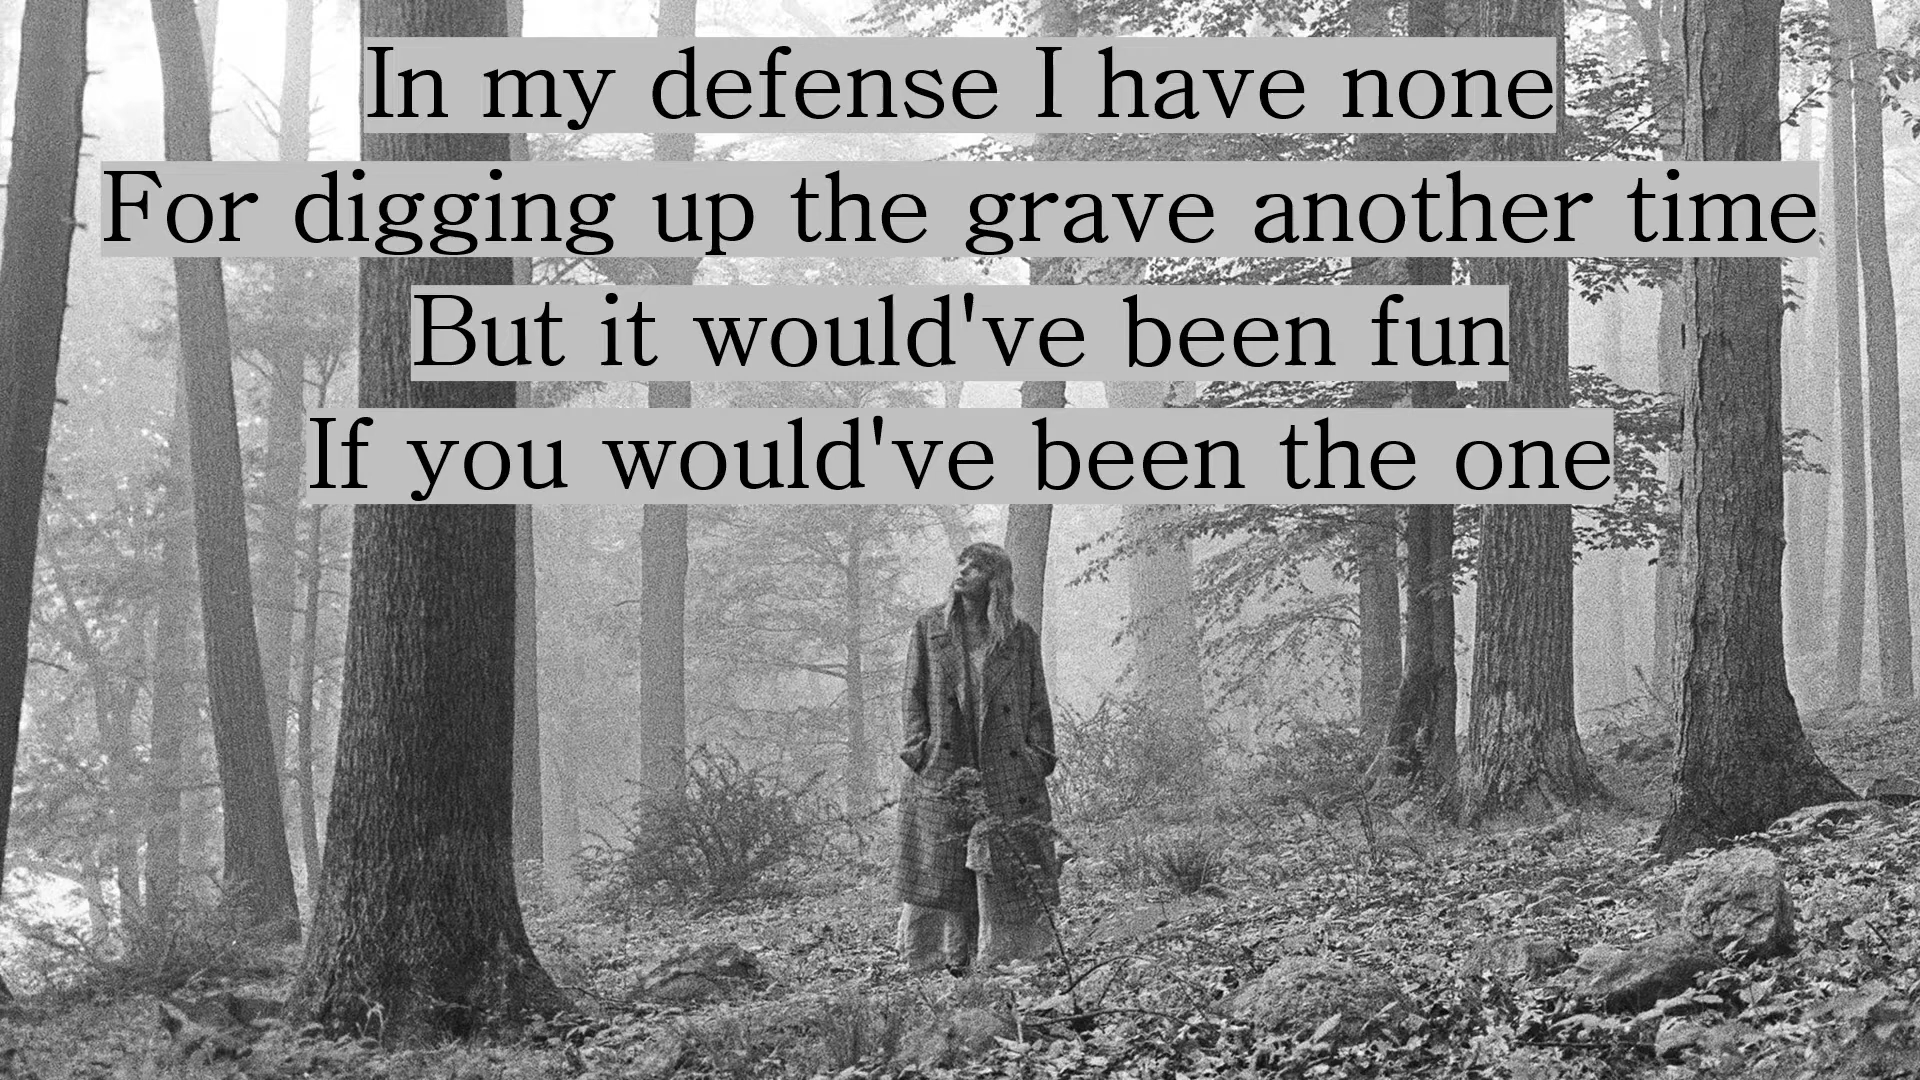 In my defense I have none
For digging up the grave another time
But it would've been fun
If you would've been the one